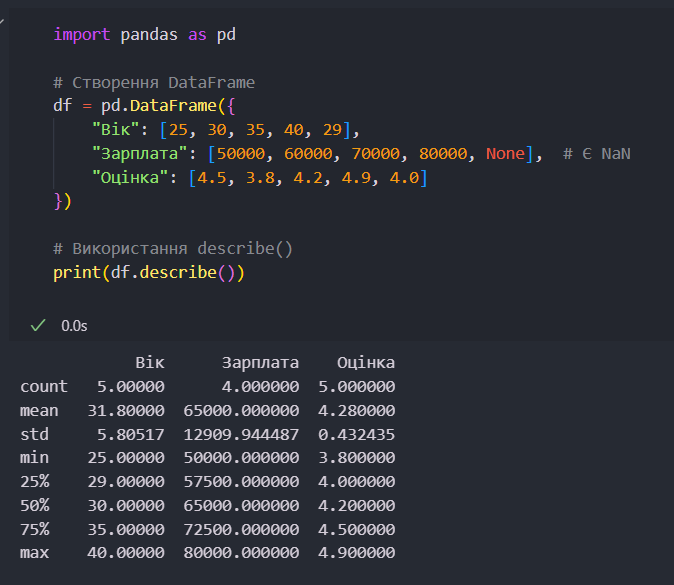 import pandas as pd
# Створення DataFrame
df = pd.DataFrame({
    "Вік": [25, 30, 35, 40, 29],
    "Зарплата": [50000, 60000, 70000, 80000, None],  # Є NaN
    "Оцінка": [4.5, 3.8, 4.2, 4.9, 4.0]
})
# Використання describe()
print(df.describe())
0.0s
            Вік      Зарплата    Оцінка
count   5.00000      4.000000  5.000000
mean   31.80000  65000.000000  4.280000
std     5.80517  12909.944487  0.432435
min    25.00000  50000.000000  3.800000
25%    29.00000  57500.000000  4.000000
50%    30.00000  65000.000000  4.200000
75%    35.00000  72500.000000  4.500000
max    40.00000  80000.000000  4.900000